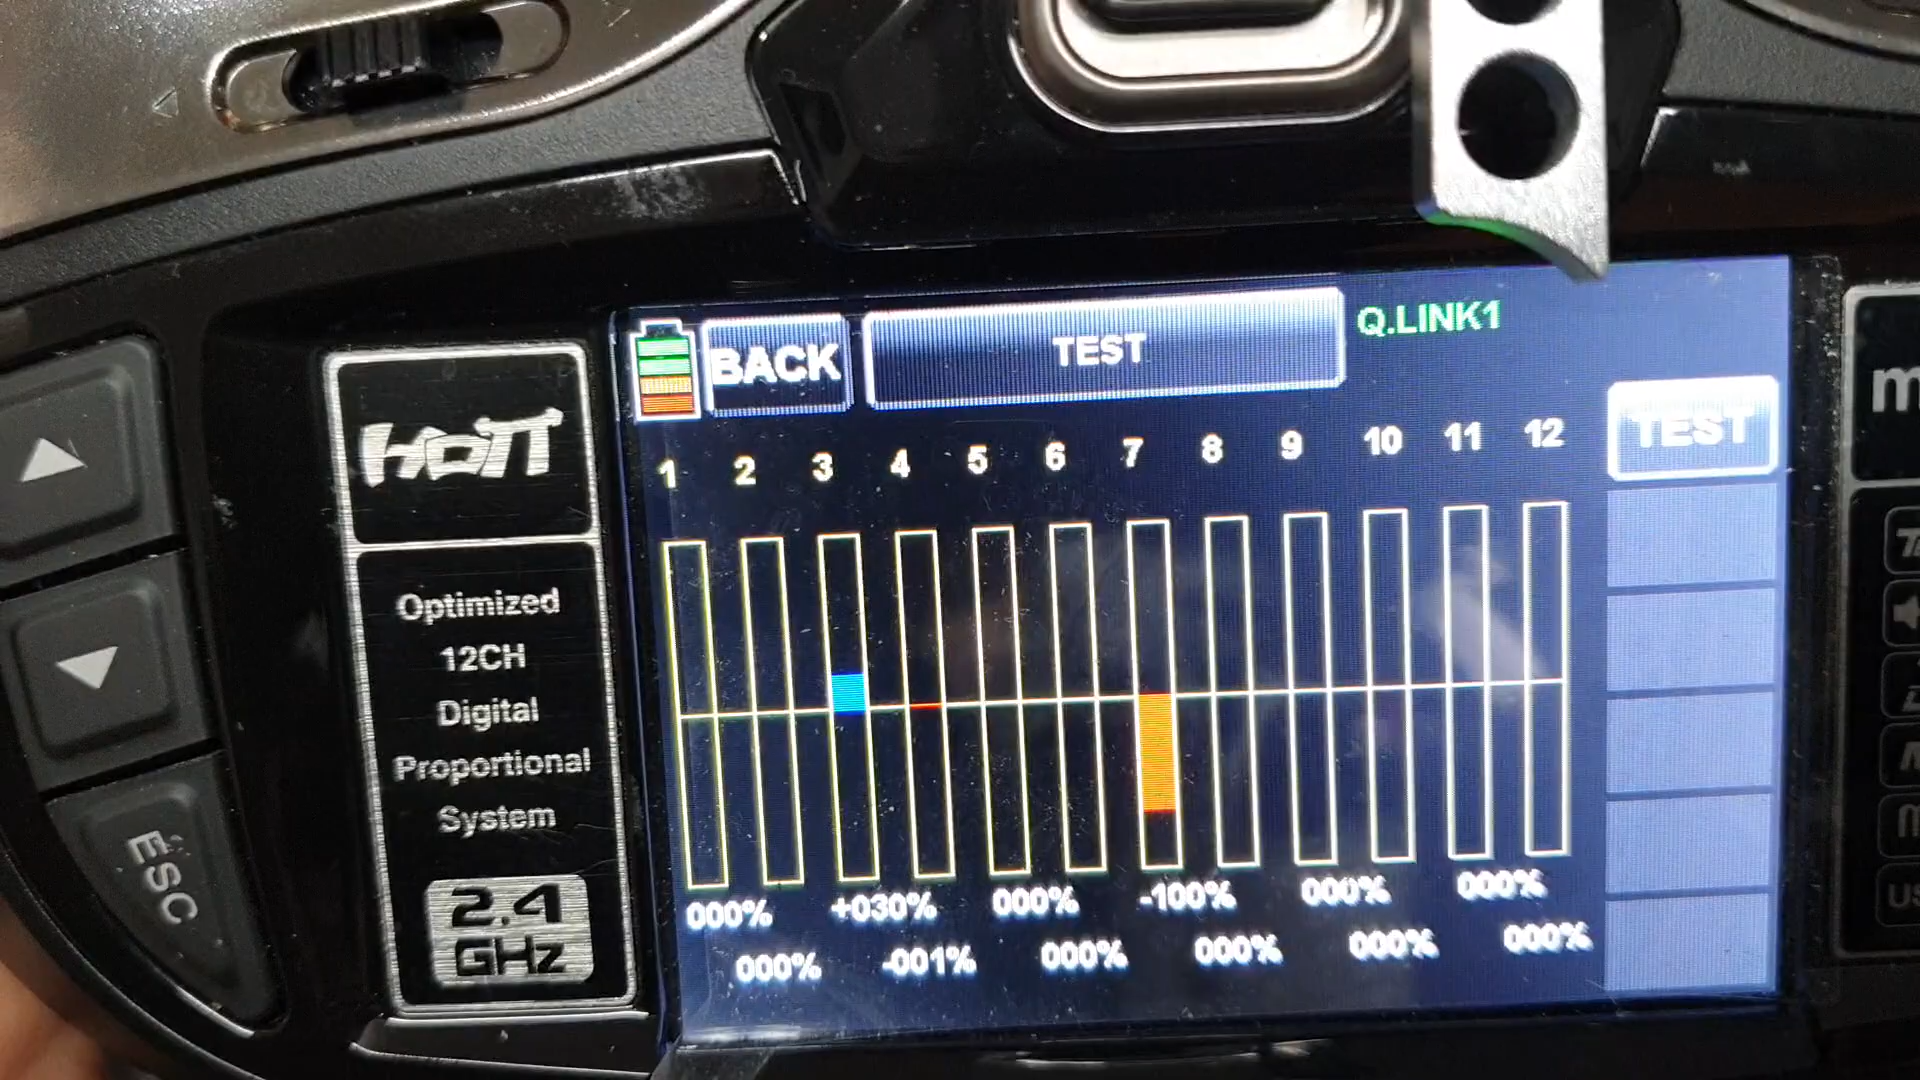 BACK
TEST
Q.LINK1
1 2 3 4 5 6 7 8 9 10 11 12
TEST
000% +030% 000% -100% 000% 000%
000% -001% 000% 000% 000% 000%
HoTT
Optimized
12CH
Digital
Proportional
System
2.4
GHz
ESC